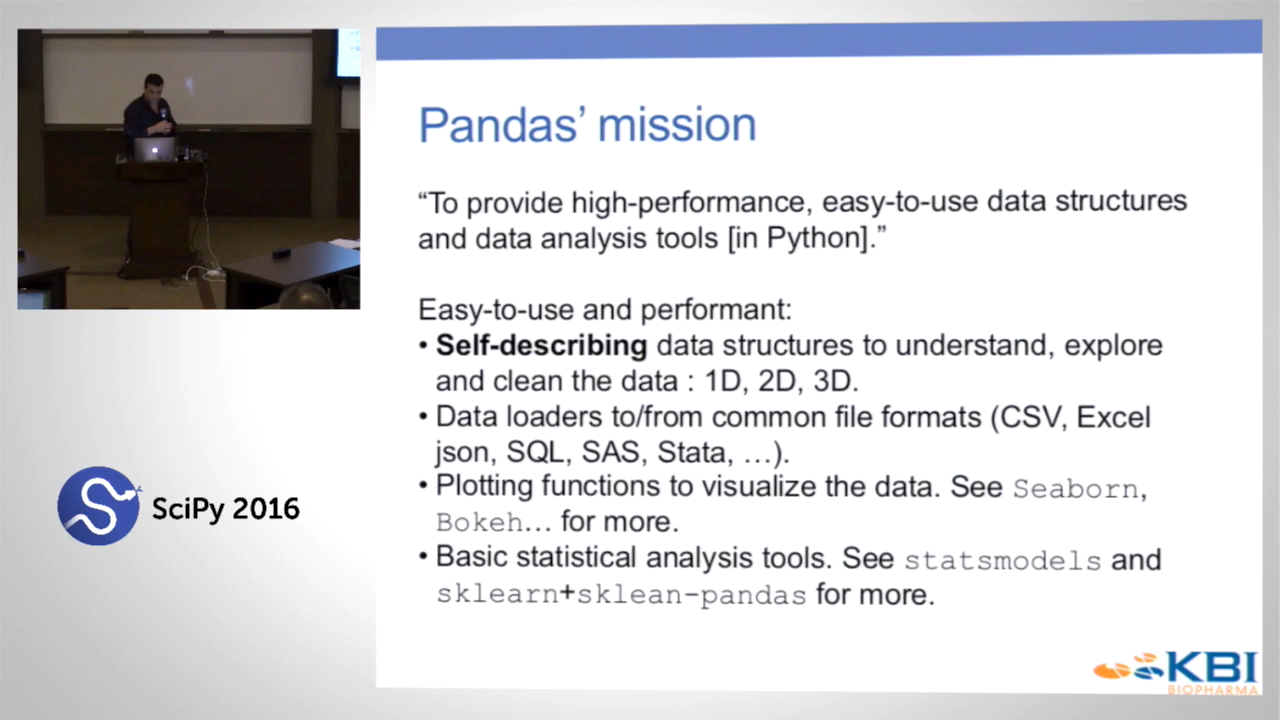 Pandas’ mission
“To provide high-performance, easy-to-use data structures
and data analysis tools [in Python].”
Easy-to-use and performant:
• Self-describing data structures to understand, explore
and clean the data : 1D, 2D, 3D.
• Data loaders to/from common file formats (CSV, Excel
json, SQL, SAS, Stata, …).
• Plotting functions to visualize the data. See Seaborn,
Bokeh… for more.
• Basic statistical analysis tools. See statsmodels and
sklearn+sklean-pandas for more.
SciPy 2016
KBI
BIOPHARMA